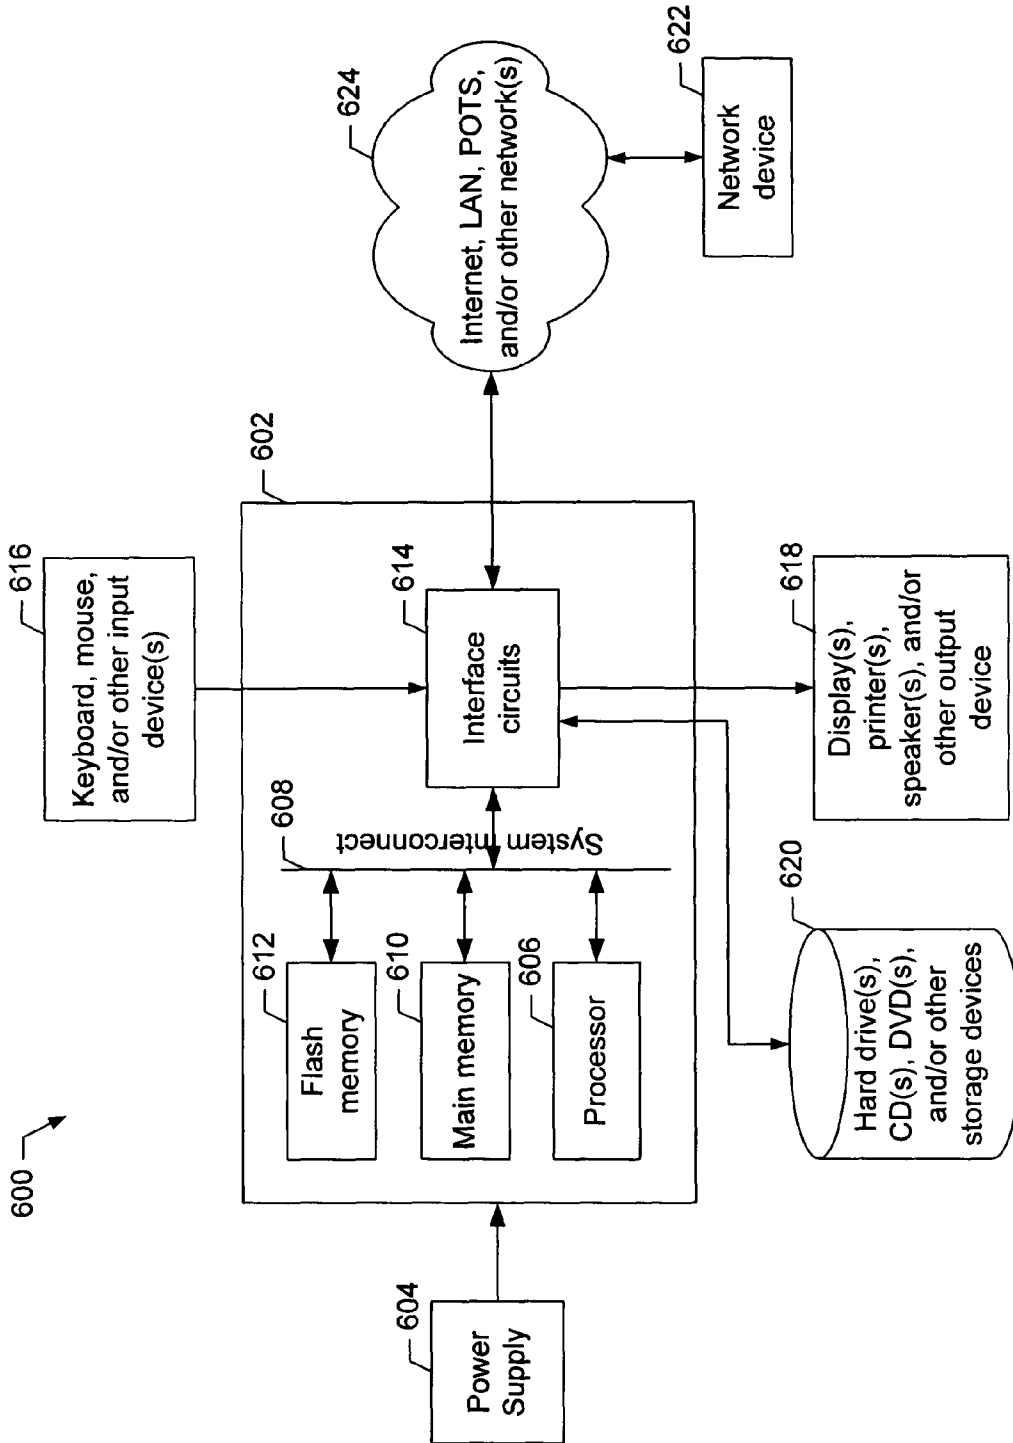 600
616
Keyboard, mouse,
and/or other input
device(s)
602
624
Internet, LAN, POTS,
and/or other network(s)
622
Network
device
604
Power
Supply
612
Flash
memory
610
Main memory
606
Processor
608
System Interconnect
614
Interface
circuits
620
Hard drive(s),
CD(s), DVD(s),
and/or other
storage devices
618
Display(s),
printer(s),
speaker(s), and/or
other output
device